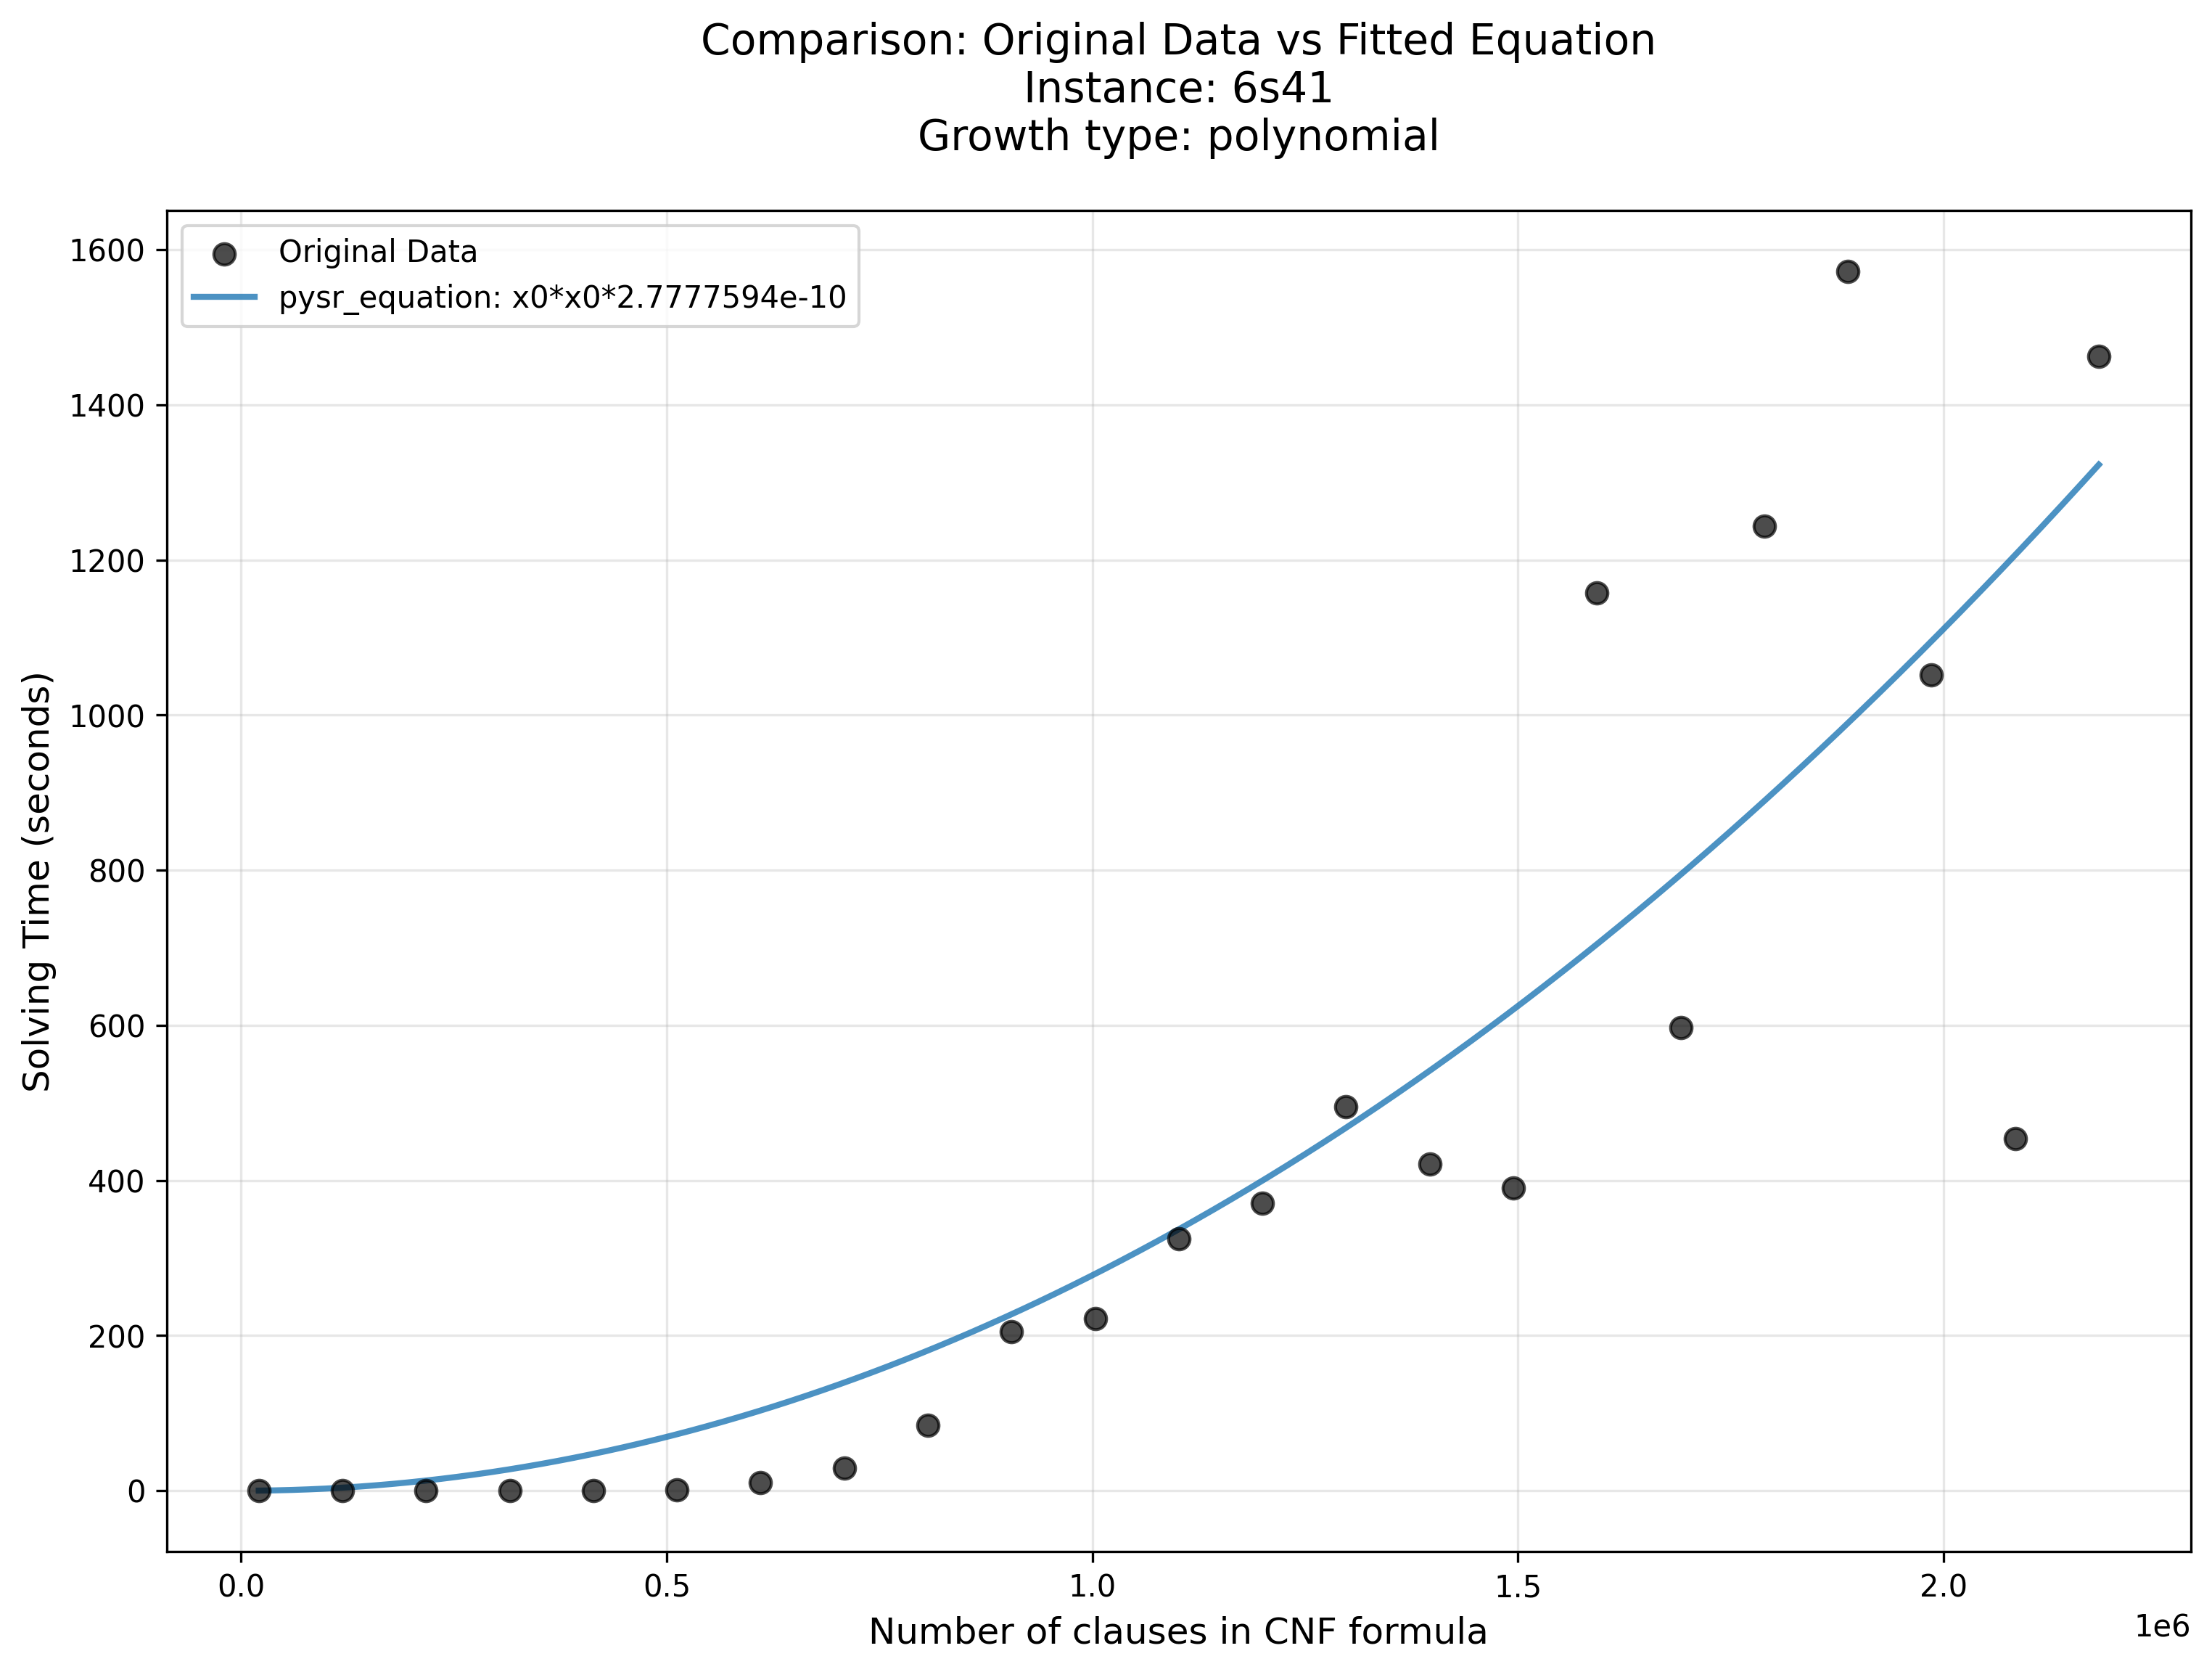 Comparison: Original Data vs Fitted Equation
Instance: 6s41
Growth type: polynomial
Original Data
pysr_equation: x0*x0*2.7777594e-10
Solving Time (seconds)
1600
1400
1200
1000
800
600
400
200
0
0.0 0.5 1.0 1.5 2.0
1e6
Number of clauses in CNF formula